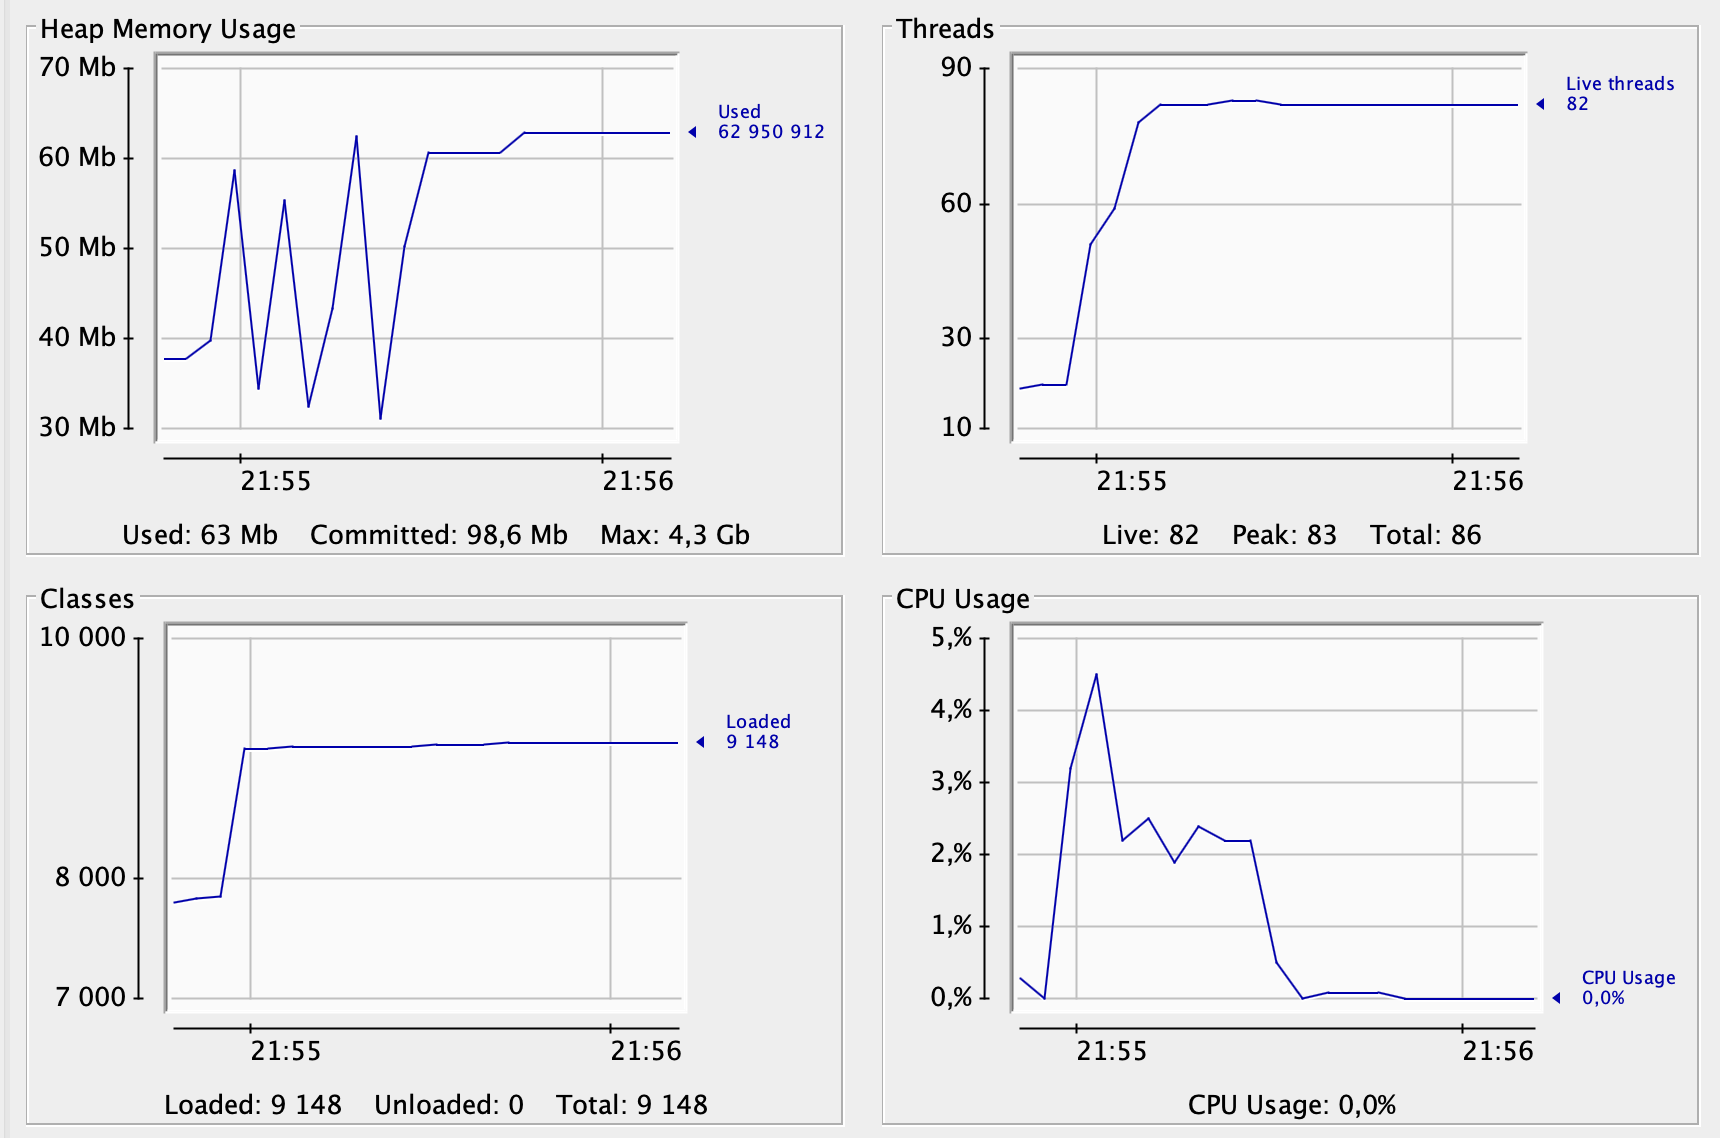 Heap Memory Usage
70 Mb
60 Mb
50 Mb
40 Mb
30 Mb
21:55
21:56
Used
62 950 912
Used: 63 Mb Committed: 98,6 Mb Max: 4,3 Gb
Threads
90
60
30
10
21:55
21:56
Live threads
82
Live: 82 Peak: 83 Total: 86
Classes
10 000
8 000
7 000
21:55
21:56
Loaded
9 148
Loaded: 9 148 Unloaded: 0 Total: 9 148
CPU Usage
5,%
4,%
3,%
2,%
1,%
0,%
21:55
21:56
CPU Usage
0,0%
CPU Usage: 0,0%